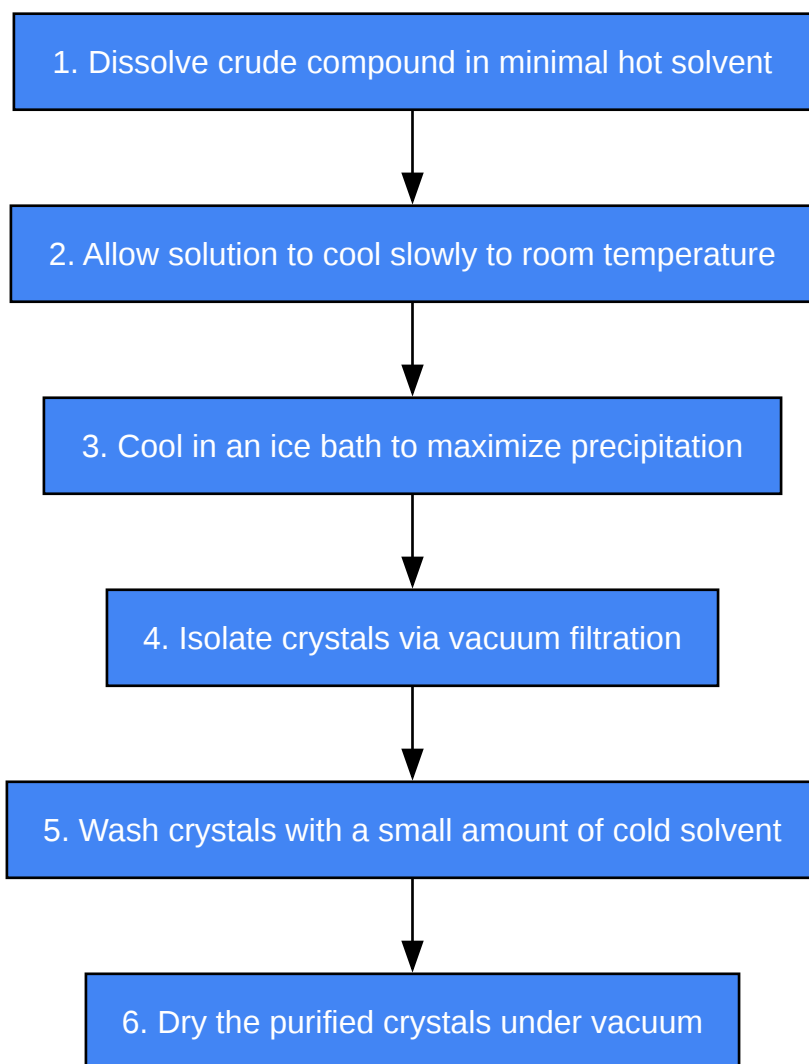 1. Dissolve crude compound in minimal hot solvent
2. Allow solution to cool slowly to room temperature
3. Cool in an ice bath to maximize precipitation
4. Isolate crystals via vacuum filtration
5. Wash crystals with a small amount of cold solvent
6. Dry the purified crystals under vacuum